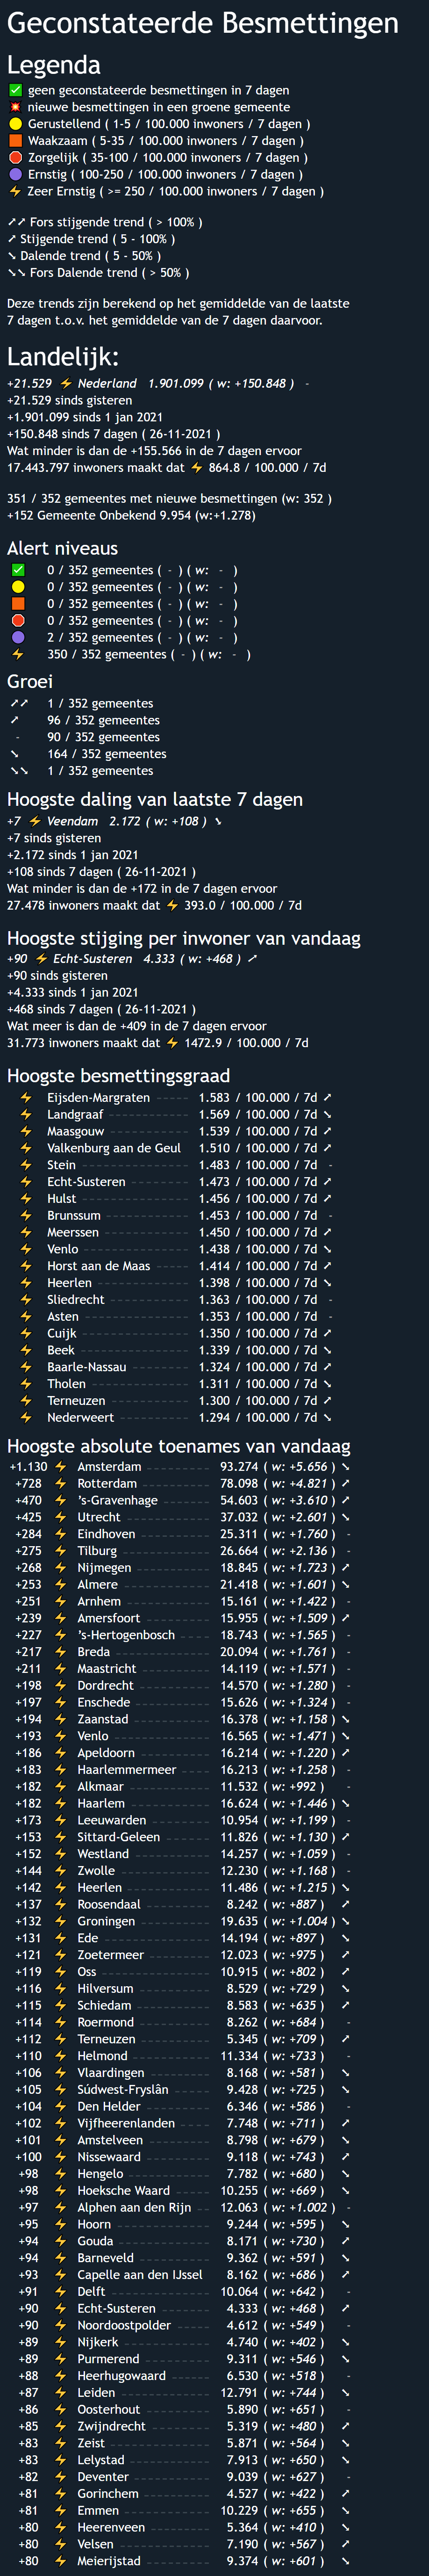 Geconstateerde Besmettingen
Legenda
✅ geen geconstateerde besmettingen in 7 dagen
💥 nieuwe besmettingen in een groene gemeente
🟡 Gerustellend ( 1-5 / 100.000 inwoners / 7 dagen )
🟧 Waakzaam ( 5-35 / 100.000 inwoners / 7 dagen )
🛑 Zorgelijk ( 35-100 / 100.000 inwoners / 7 dagen )
🟣 Ernstig ( 100-250 / 100.000 inwoners / 7 dagen )
⚡ Zeer Ernstig ( >= 250 / 100.000 inwoners / 7 dagen )
➚➚ Fors stijgende trend ( > 100% )
➚ Stijgende trend ( 5 - 100% )
➘ Dalende trend ( 5 - 50% )
➘➘ Fors Dalende trend ( > 50% )
Deze trends zijn berekend op het gemiddelde van de laatste
7 dagen t.o.v. het gemiddelde van de 7 dagen daarvoor.
Landelijk:
+21.529 ⚡ Nederland 1.901.099 ( w: +150.848 ) -
+21.529 sinds gisteren
+1.901.099 sinds 1 jan 2021
+150.848 sinds 7 dagen ( 26-11-2021 )
Wat minder is dan de +155.566 in de 7 dagen ervoor
17.443.797 inwoners maakt dat ⚡ 864.8 / 100.000 / 7d
351 / 352 gemeentes met nieuwe besmettingen (w: 352 )
+152 Gemeente Onbekend 9.954 (w:+1.278)
Alert niveaus
✅ 0 / 352 gemeentes ( - ) ( w: - )
🟡 0 / 352 gemeentes ( - ) ( w: - )
🟧 0 / 352 gemeentes ( - ) ( w: - )
🛑 0 / 352 gemeentes ( - ) ( w: - )
🟣 2 / 352 gemeentes ( - ) ( w: - )
⚡ 350 / 352 gemeentes ( - ) ( w: - )
Groei
➚➚ 1 / 352 gemeentes
➚ 96 / 352 gemeentes
- 90 / 352 gemeentes
➘ 164 / 352 gemeentes
➘➘ 1 / 352 gemeentes
Hoogste daling van laatste 7 dagen
+7 ⚡ Veendam 2.172 ( w: +108 ) ➘
+7 sinds gisteren
+2.172 sinds 1 jan 2021
+108 sinds 7 dagen ( 26-11-2021 )
Wat minder is dan de +172 in de 7 dagen ervoor
27.478 inwoners maakt dat ⚡ 393.0 / 100.000 / 7d
Hoogste stijging per inwoner van vandaag
+90 ⚡ Echt-Susteren 4.333 ( w: +468 ) ➚
+90 sinds gisteren
+4.333 sinds 1 jan 2021
+468 sinds 7 dagen ( 26-11-2021 )
Wat meer is dan de +409 in de 7 dagen ervoor
31.773 inwoners maakt dat ⚡ 1472.9 / 100.000 / 7d
Hoogste besmettingsgraad
⚡ Eijsden-Margraten ----- 1.583 / 100.000 / 7d ➚
⚡ Landgraaf ----- 1.569 / 100.000 / 7d ➘
⚡ Maasgouw ----- 1.539 / 100.000 / 7d ➚
⚡ Valkenburg aan de Geul 1.510 / 100.000 / 7d ➚
⚡ Stein ----- 1.483 / 100.000 / 7d -
⚡ Echt-Susteren ----- 1.473 / 100.000 / 7d ➚
⚡ Hulst ----- 1.456 / 100.000 / 7d ➚
⚡ Brunssum ----- 1.453 / 100.000 / 7d -
⚡ Meerssen ----- 1.450 / 100.000 / 7d ➚
⚡ Venlo ----- 1.438 / 100.000 / 7d ➘
⚡ Horst aan de Maas ----- 1.414 / 100.000 / 7d ➚
⚡ Heerlen ----- 1.398 / 100.000 / 7d ➘
⚡ Sliedrecht ----- 1.363 / 100.000 / 7d -
⚡ Asten ----- 1.353 / 100.000 / 7d -
⚡ Cuijk ----- 1.350 / 100.000 / 7d ➚
⚡ Beek ----- 1.339 / 100.000 / 7d ➘
⚡ Baarle-Nassau ----- 1.324 / 100.000 / 7d ➚
⚡ Tholen ----- 1.311 / 100.000 / 7d ➘
⚡ Terneuzen ----- 1.300 / 100.000 / 7d ➚
⚡ Nederweert ----- 1.294 / 100.000 / 7d ➘
Hoogste absolute toenames van vandaag
+1.130 ⚡ Amsterdam ----- 93.274 ( w: +5.656 ) ➘
+728 ⚡ Rotterdam ----- 78.098 ( w: +4.821 ) ➚
+470 ⚡ 's-Gravenhage ----- 54.603 ( w: +3.610 ) ➚
+425 ⚡ Utrecht ----- 37.032 ( w: +2.601 ) ➘
+284 ⚡ Eindhoven ----- 25.311 ( w: +1.760 ) -
+275 ⚡ Tilburg ----- 26.664 ( w: +2.136 ) -
+268 ⚡ Nijmegen ----- 18.845 ( w: +1.723 ) ➚
+253 ⚡ Almere ----- 21.418 ( w: +1.601 ) ➘
+251 ⚡ Arnhem ----- 15.161 ( w: +1.422 ) -
+239 ⚡ Amersfoort ----- 15.955 ( w: +1.509 ) ➚
+227 ⚡ 's-Hertogenbosch ----- 18.743 ( w: +1.565 ) -
+217 ⚡ Breda ----- 20.094 ( w: +1.761 ) -
+211 ⚡ Maastricht ----- 14.119 ( w: +1.571 ) -
+198 ⚡ Dordrecht ----- 14.570 ( w: +1.280 ) -
+197 ⚡ Enschede ----- 15.626 ( w: +1.324 ) -
+194 ⚡ Zaanstad ----- 16.378 ( w: +1.158 ) ➘
+193 ⚡ Venlo ----- 16.565 ( w: +1.471 ) ➘
+186 ⚡ Apeldoorn ----- 16.214 ( w: +1.220 ) ➚
+183 ⚡ Haarlemmermeer ----- 16.213 ( w: +1.258 ) -
+182 ⚡ Alkmaar ----- 11.532 ( w: +992 ) -
+182 ⚡ Haarlem ----- 16.624 ( w: +1.446 ) ➘
+173 ⚡ Leeuwarden ----- 10.954 ( w: +1.199 ) -
+153 ⚡ Sittard-Geleen ----- 11.826 ( w: +1.130 ) ➚
+152 ⚡ Westland ----- 14.257 ( w: +1.059 ) -
+144 ⚡ Zwolle ----- 12.230 ( w: +1.168 ) -
+142 ⚡ Heerlen ----- 11.486 ( w: +1.215 ) ➘
+137 ⚡ Roosendaal ----- 8.242 ( w: +887 ) ➚
+132 ⚡ Groningen ----- 19.635 ( w: +1.004 ) ➘
+131 ⚡ Ede ----- 14.194 ( w: +897 ) ➘
+121 ⚡ Zoetermeer ----- 12.023 ( w: +975 ) ➚
+119 ⚡ Oss ----- 10.915 ( w: +802 ) ➚
+116 ⚡ Hilversum ----- 8.529 ( w: +729 ) ➘
+115 ⚡ Schiedam ----- 8.583 ( w: +635 ) ➚
+114 ⚡ Roermond ----- 8.262 ( w: +684 ) -
+112 ⚡ Terneuzen ----- 5.345 ( w: +709 ) ➚
+110 ⚡ Helmond ----- 11.334 ( w: +733 ) -
+106 ⚡ Vlaardingen ----- 8.168 ( w: +581 ) ➘
+105 ⚡ Súdwest-Fryslân ----- 9.428 ( w: +725 ) ➘
+104 ⚡ Den Helder ----- 6.346 ( w: +586 ) -
+102 ⚡ Vijfheerenlanden ----- 7.748 ( w: +711 ) ➚
+101 ⚡ Amstelveen ----- 8.798 ( w: +679 ) ➘
+100 ⚡ Nissewaard ----- 9.118 ( w: +743 ) ➚
+98 ⚡ Hengelo ----- 7.782 ( w: +680 ) ➘
+98 ⚡ Hoeksche Waard ----- 10.255 ( w: +669 ) ➘
+97 ⚡ Alphen aan den Rijn -- 12.063 ( w: +1.002 ) -
+95 ⚡ Hoorn ----- 9.244 ( w: +595 ) ➘
+94 ⚡ Gouda ----- 8.171 ( w: +730 ) ➚
+94 ⚡ Barneveld ----- 9.362 ( w: +591 ) ➘
+93 ⚡ Capelle aan den IJssel 8.162 ( w: +686 ) ➚
+91 ⚡ Delft ----- 10.064 ( w: +642 ) -
+90 ⚡ Echt-Susteren ----- 4.333 ( w: +468 ) ➚
+90 ⚡ Noordoostpolder ----- 4.612 ( w: +549 ) -
+89 ⚡ Nijkerk ----- 4.740 ( w: +402 ) ➘
+89 ⚡ Purmerend ----- 9.311 ( w: +546 ) ➘
+88 ⚡ Heerhugowaard ----- 6.530 ( w: +518 ) -
+87 ⚡ Leiden ----- 12.791 ( w: +744 ) ➘
+86 ⚡ Oosterhout ----- 5.890 ( w: +651 ) -
+85 ⚡ Zwijndrecht ----- 5.319 ( w: +480 ) ➚
+83 ⚡ Zeist ----- 5.871 ( w: +564 ) ➘
+83 ⚡ Lelystad ----- 7.913 ( w: +650 ) ➘
+82 ⚡ Deventer ----- 9.039 ( w: +627 ) -
+81 ⚡ Gorinchem ----- 4.527 ( w: +422 ) ➚
+81 ⚡ Emmen ----- 10.229 ( w: +655 ) ➘
+80 ⚡ Heerenveen ----- 5.364 ( w: +410 ) ➘
+80 ⚡ Velsen ----- 7.190 ( w: +567 ) ➚
+80 ⚡ Meierijstad ----- 9.374 ( w: +601 ) ➘